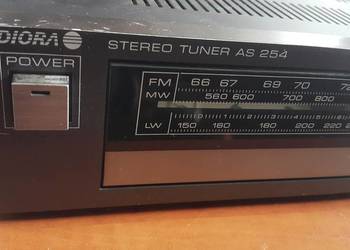 DIORA
STEREO TUNER AS 254
POWER
FM 66 67 69 70
MW 560 600 700 800
LW 150 160 180 200 220